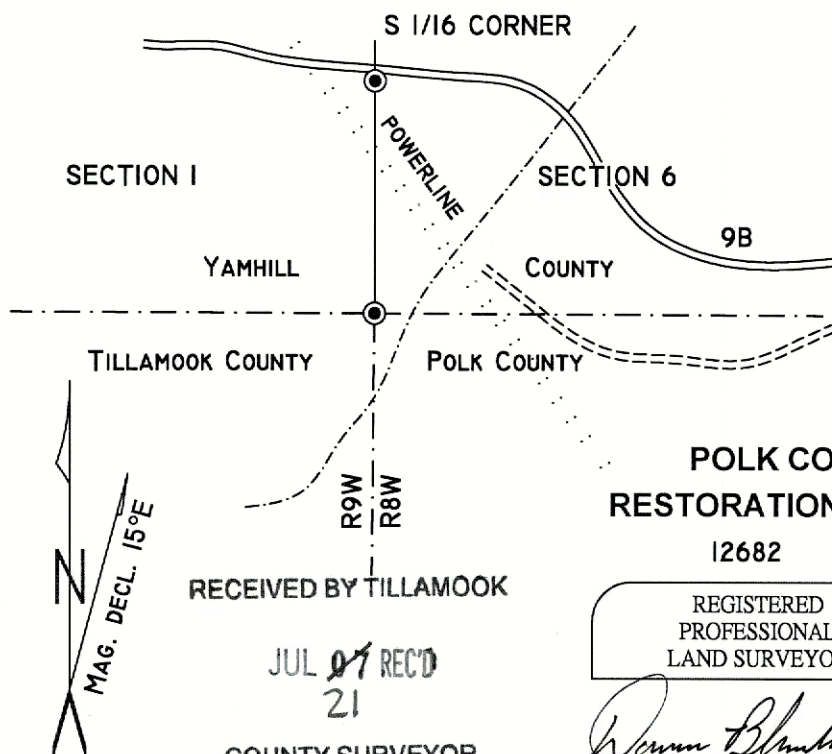 S 1/16 CORNER
POWERLINE
SECTION 1
SECTION 6
9B
YAMHILL COUNTY
TILLAMOOK COUNTY
POLK COUNTY
R9W
R8W
N
MAG. DECL. 15°E
POLK CO
RESTORATION
12682
RECEIVED BY TILLAMOOK
JUL 07 REC'D
21
COUNTY SURVEYOR
REGISTERED
PROFESSIONAL
LAND SURVEYO